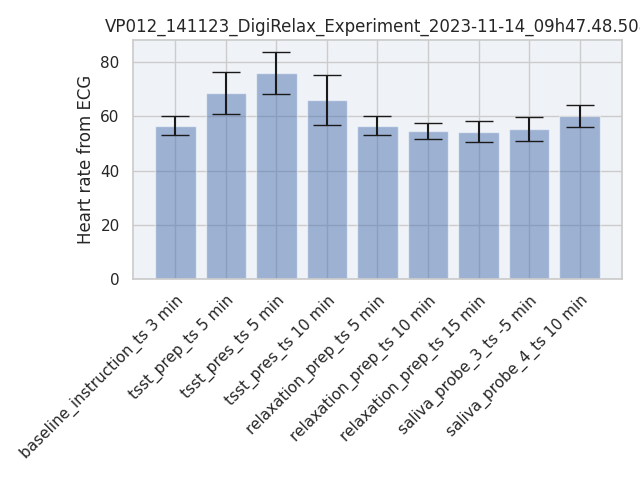 VP012_141123_DigiRelax_Experiment_2023-11-14_09h47.48.50
Heart rate from ECG
80
60
40
20
0
baseline_instruction_ts 3 min
tsst_prep_ts 5 min
tsst_pres_ts 5 min
tsst_pres_ts 10 min
relaxation_prep_ts 5 min
relaxation_prep_ts 10 min
relaxation_prep_ts 15 min
saliva_probe_3_ts -5 min
saliva_probe_4_ts 10 min